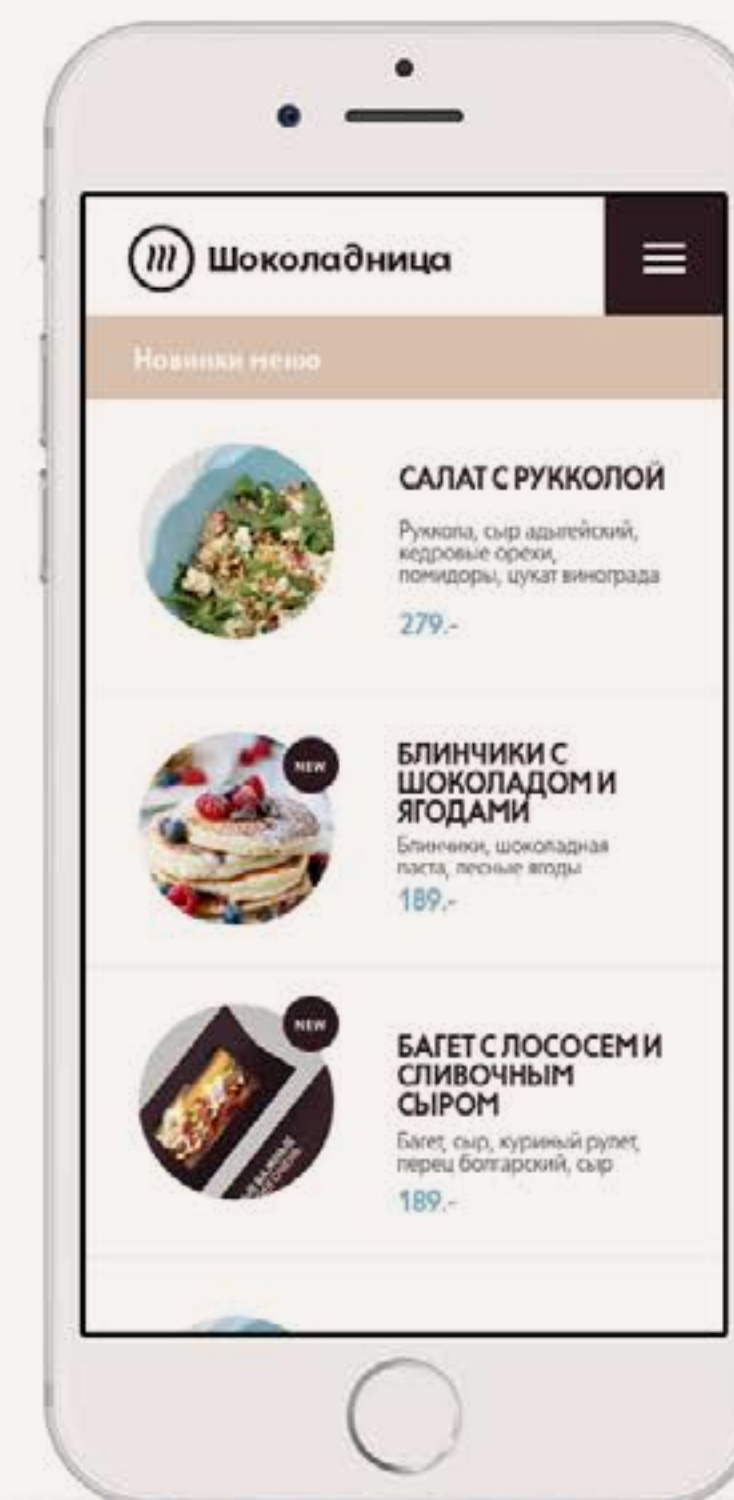 Шоколадница
Новинки меню
САЛАТ С РУККОЛОЙ
Руккола, сыр адыгейский,
кедровые орехи,
помидоры, цукат винограда
279.-
NEW
БЛИНЧИКИ С
ШОКОЛАДОМ И
ЯГОДАМИ
Блинчики, шоколадная
паста, лесные ягоды
189.-
NEW
БАГЕТ С ЛОСОСЕМ И
СЛИВОЧНЫМ
СЫРОМ
Багет, сыр, куриный рулет,
перец болгарский, сыр
189.-